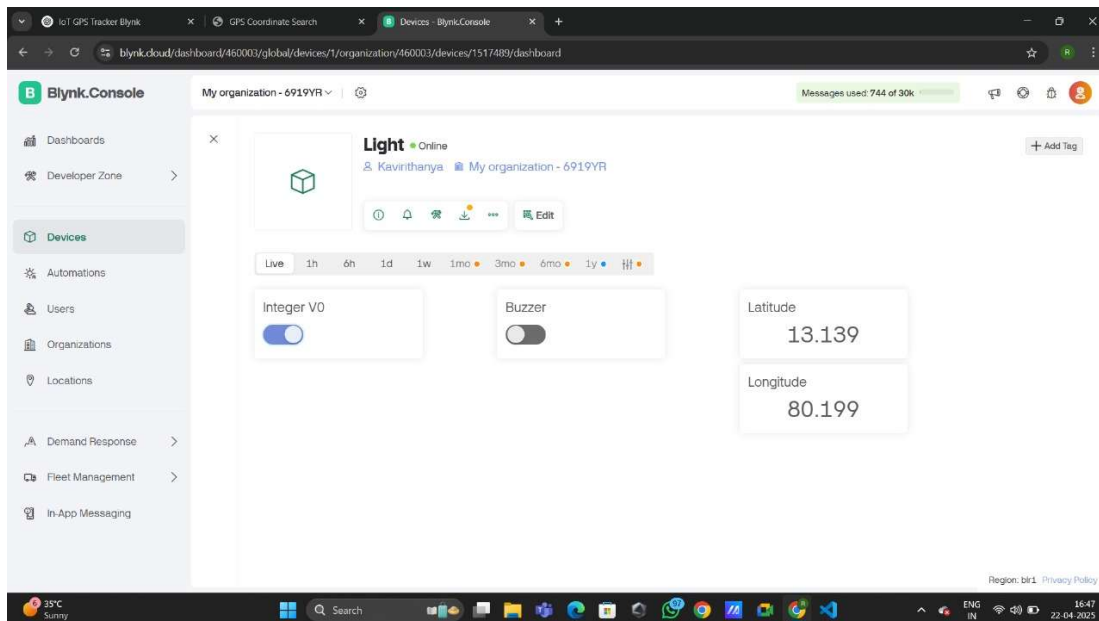 IoT GPS Tracker Blynk
GPS Coordinate Search
Devices - Blynk.Console
blynk.cloud/dashboard/460003/global/devices/1/organization/460003/devices/1517489/dashboard
R
B Blynk.Console
My organization - 6919YR
Messages used: 744 of 30k
Dashboards
Developer Zone
Devices
Automations
Users
Organizations
Locations
Demand Response
Fleet Management
In-App Messaging
Light Online
Kavirithanya My organization - 6919YR
Add Tag
Edit
Live 1h 6h 1d 1w 1mo 3mo 6mo 1y
Integer V0
Buzzer
Latitude
13.139
Longitude
80.199
Region: blr1 Privacy Policy
6
35°C
Sunny
Search
97
ENG
IN
16:47
22-04-2025